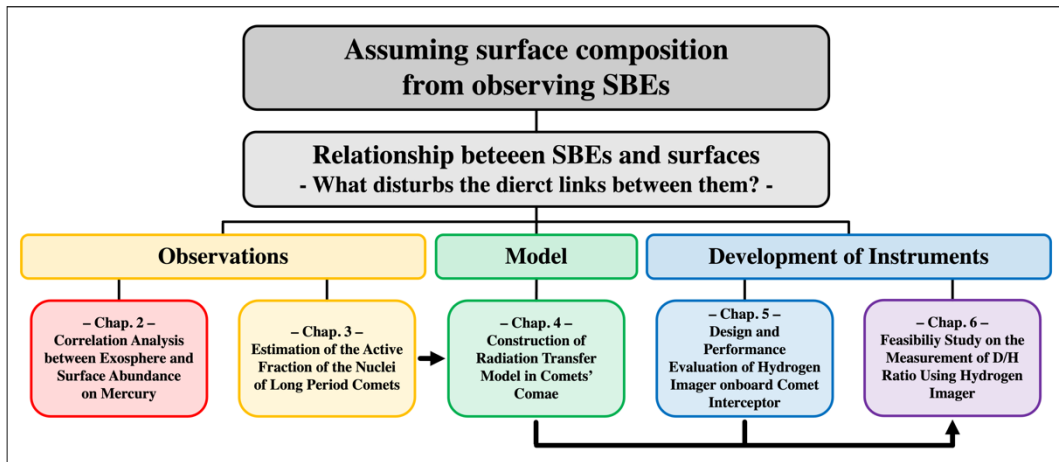 Assuming surface composition
from observing SBEs
Relationship beteeen SBEs and surfaces
- What disturbs the dierct links between them? -
Observations
Model
Development of Instruments
– Chap. 2 –
Correlation Analysis
between Exosphere and
Surface Abundance
on Mercury
– Chap. 3 –
Estimation of the Active
Fraction of the Nuclei
of Long Period Comets
– Chap. 4 –
Construction of
Radiation Transfer
Model in Comets’
Comae
– Chap. 5 –
Design and
Performance
Evaluation of Hydrogen
Imager onboard Comet
Interceptor
– Chap. 6 –
Feasibiliy Study on the
Measurement of D/H
Ratio Using Hydrogen
Imager